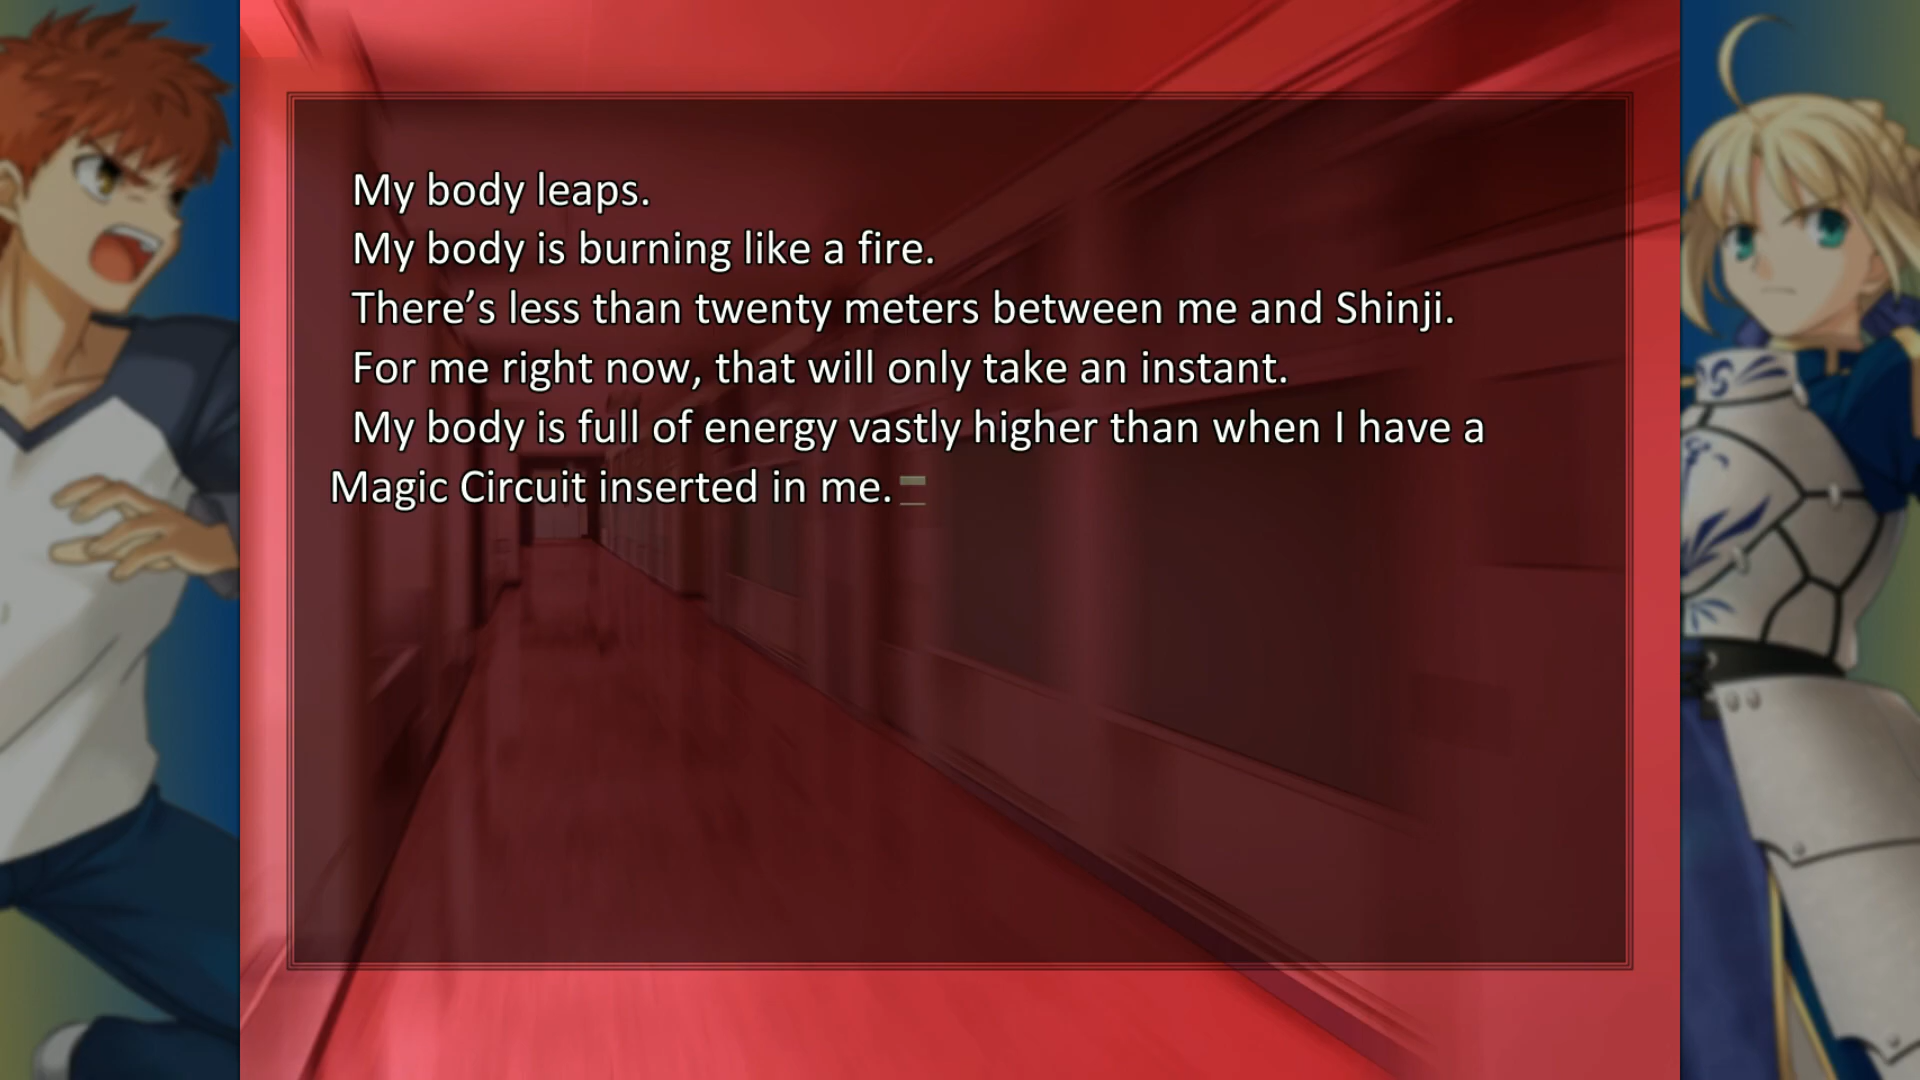 My body leaps.
My body is burning like a fire.
There’s less than twenty meters between me and Shinji.
For me right now, that will only take an instant.
My body is full of energy vastly higher than when I have a
Magic Circuit inserted in me.